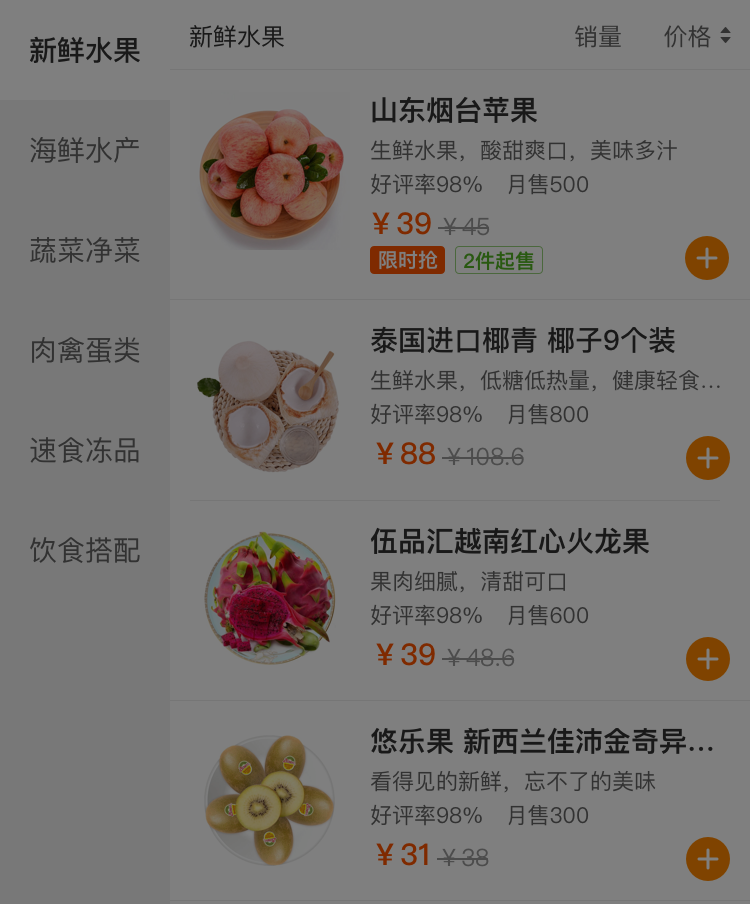 新鲜水果
海鲜水产
蔬菜净菜
肉禽蛋类
速食冻品
饮食搭配
新鲜水果 销量 价格
山东烟台苹果
生鲜水果，酸甜爽口，美味多汁
好评率98% 月售500
¥39 ¥45
限时抢 2件起售
泰国进口椰青 椰子9个装
生鲜水果，低糖低热量，健康轻食...
好评率98% 月售800
¥88 ¥108.6
伍品汇越南红心火龙果
果肉细腻，清甜可口
好评率98% 月售600
¥39 ¥48.6
悠乐果 新西兰佳沛金奇异...
看得见的新鲜，忘不了的美味
好评率98% 月售300
¥31 ¥38